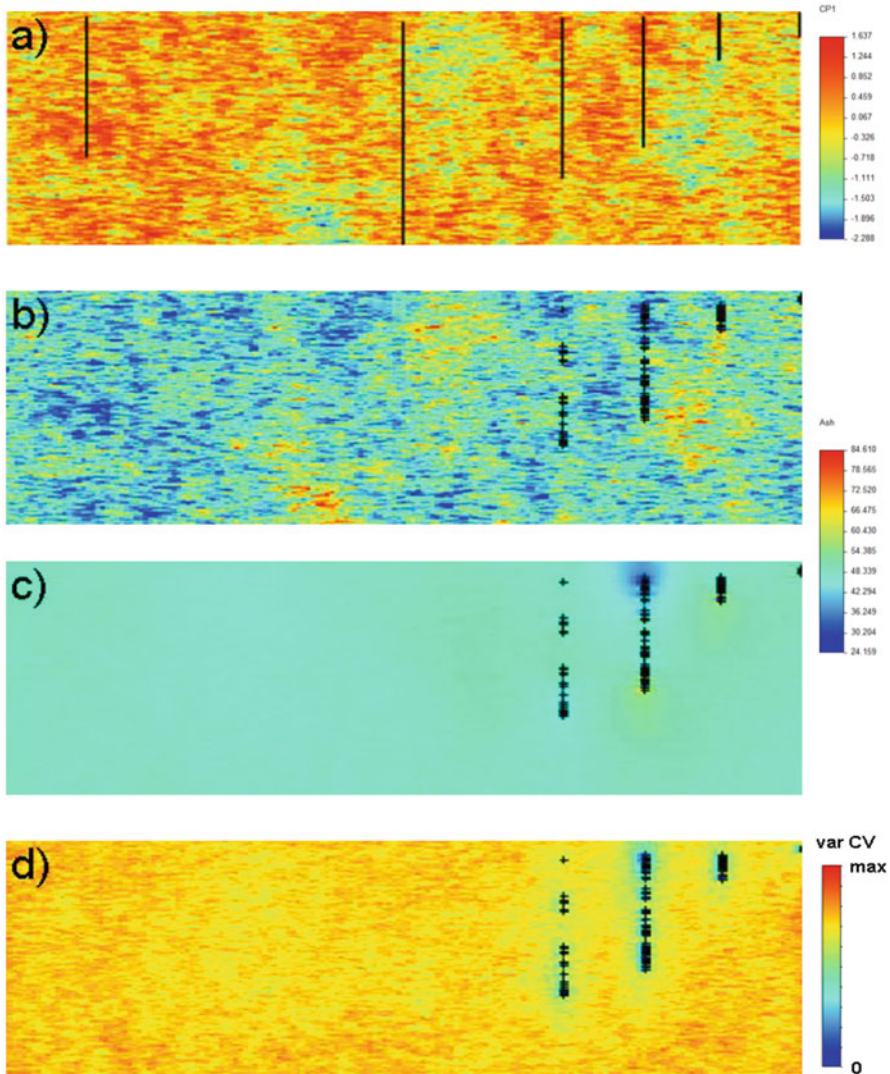 a)
CP1
1.637
1.244
0.852
0.459
0.067
-0.326
-0.718
-1.111
-1.503
-1.896
-2.288
b)
Ash
84.610
78.565
72.520
66.475
60.430
54.385
48.339
42.294
36.249
30.204
24.159
c)
d)
var CV
max
0